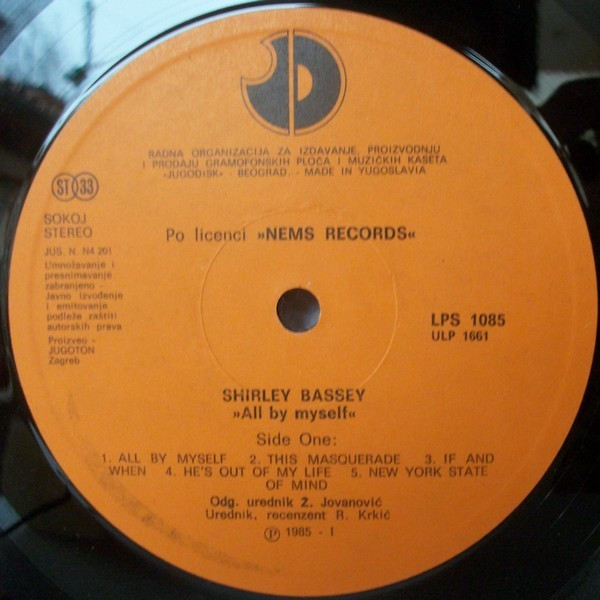 RADNA ORGANIZACIJA ZA IZDAVANJE, PROIZVODNJU
I PRODAJU GRAMOFONSKIH PLOČA I MUZIČKIH KASETA
»JUGODISK« - BEOGRAD. - MADE IN YUGOSLAVIA
ST 33
SOKOJ
STEREO
JUS. N. N4 201
Umnožavanje i
presnimavanje
zabranjeno -
Javno izvođenje
i emitovanje
podleže zaštiti
autorskih prava
Proizveo -
JUGOTON
Zagreb
Po licenci »NEMS RECORDS«
LPS 1085
ULP 1661
SHIRLEY BASSEY
»All by myself«
Side One:
1. ALL BY MYSELF 2. THIS MASQUERADE 3. IF AND
WHEN 4. HE'S OUT OF MY LIFE 5. NEW YORK STATE
OF MIND
Odg. urednik Ž. Jovanović
Urednik, recenzent R. Krkić
Ⓟ 1985 - I